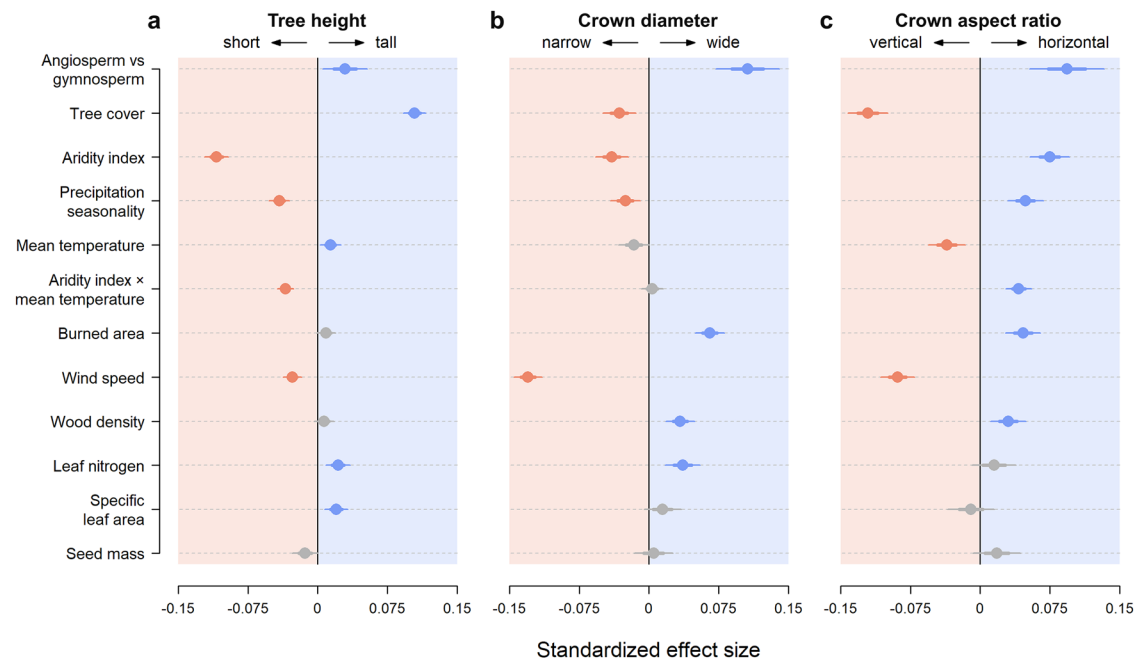 a Tree height
short tall
b Crown diameter
narrow wide
c Crown aspect ratio
vertical horizontal
Angiosperm vs
gymnosperm
Tree cover
Aridity index
Precipitation
seasonality
Mean temperature
Aridity index ×
mean temperature
Burned area
Wind speed
Wood density
Leaf nitrogen
Specific
leaf area
Seed mass
-0.15 -0.075 0 0.075 0.15
-0.15 -0.075 0 0.075 0.15
-0.15 -0.075 0 0.075 0.15
Standardized effect size